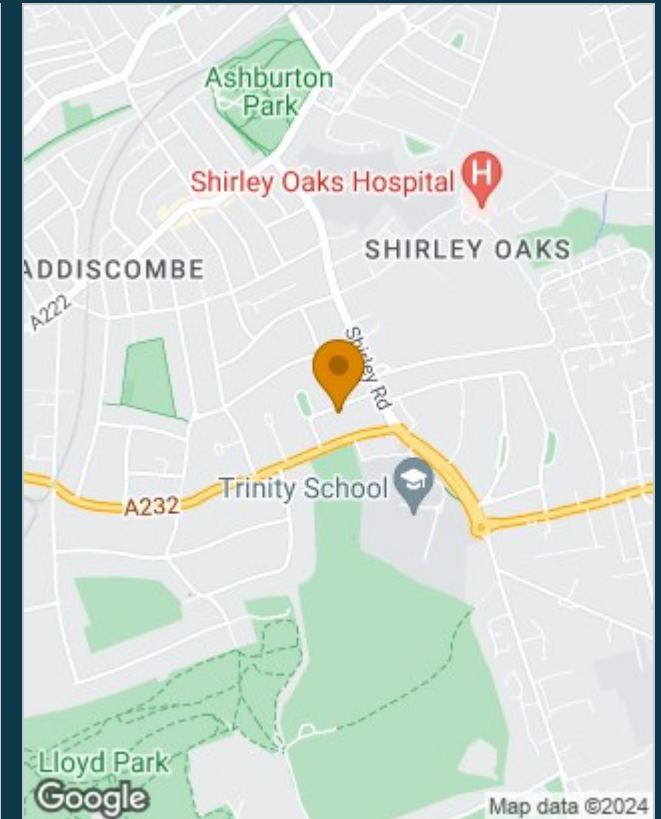 Ashburton
Park
Shirley Oaks Hospital
H
SHIRLEY OAKS
ADDISCOMBE
A222
Shirley Rd
Trinity School
A232
Lloyd Park
Google
Map data ©2024